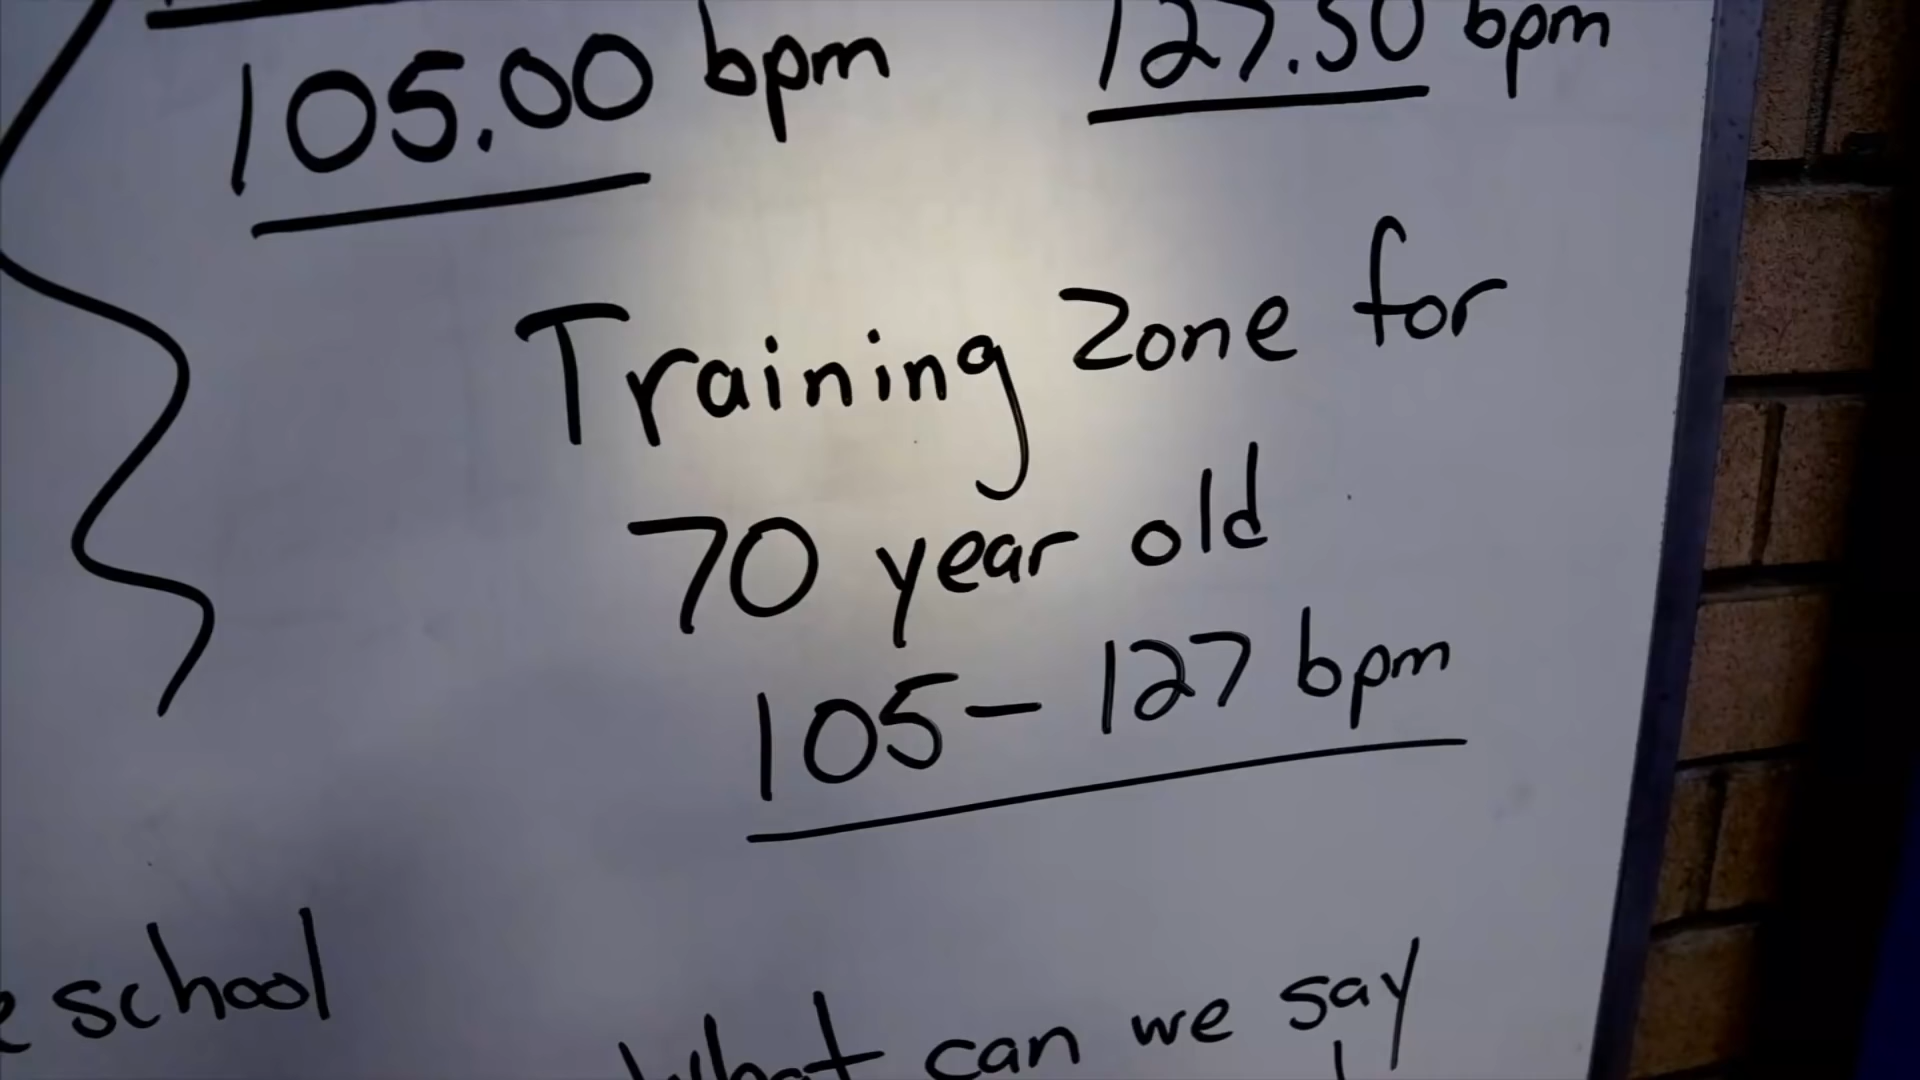 105.00 bpm 127.50 bpm
Training zone for
70 year old
105 – 127 bpm
school
What can we say